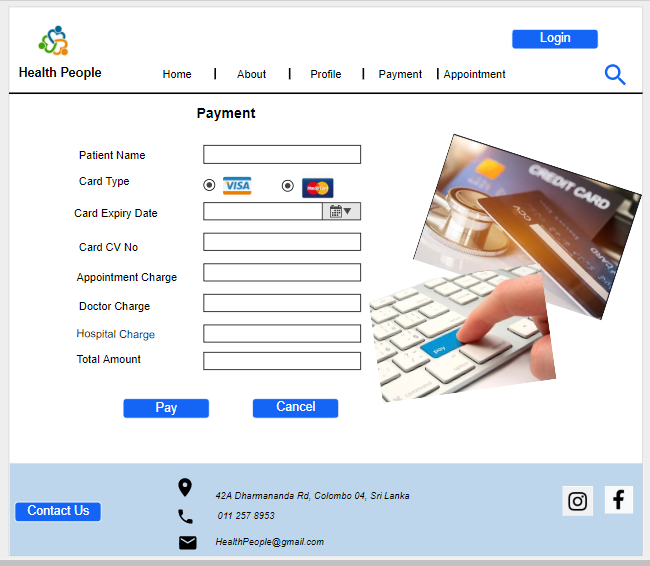 Login
Health People
Home | About | Profile | Payment | Appointment
Payment
Patient Name
Card Type VISA MasterCard
Card Expiry Date
Card CV No
Appointment Charge
Doctor Charge
Hospital Charge
Total Amount
CREDIT CARD
CARD
pay
Pay Cancel
42A Dharmananda Rd, Colombo 04, Sri Lanka
Contact Us
011 257 8953
HealthPeople@gmail.com